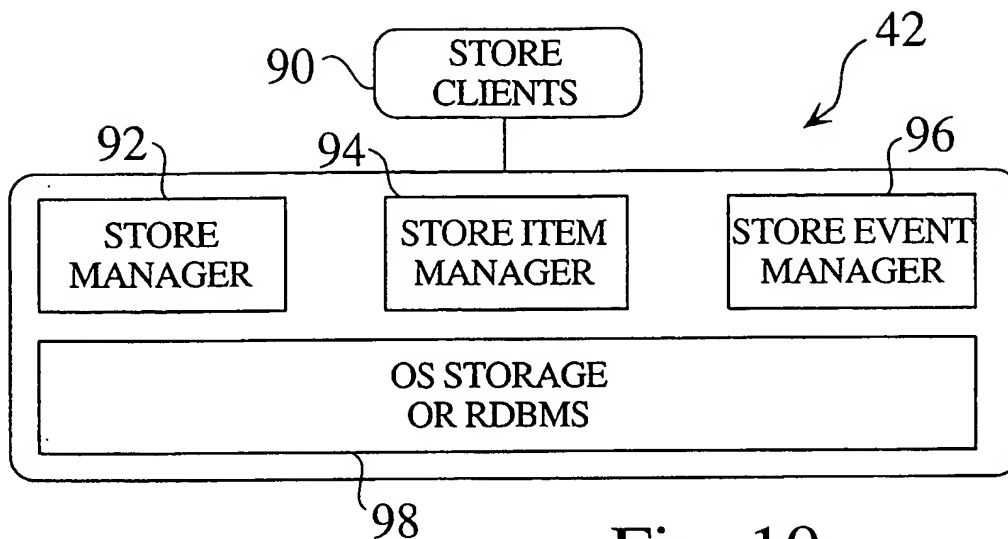 STORE
CLIENTS
90
42
92
94
96
STORE
MANAGER
STORE ITEM
MANAGER
STORE EVENT
MANAGER
OS STORAGE
OR RDBMS
98